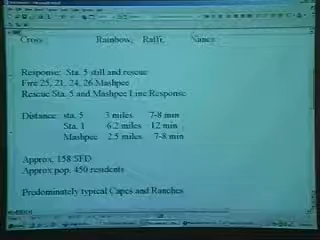 Cross Rainbow, Raffi, Nancy
Response: Sta. 5 still and rescue
Fire 25, 21, 24, 26 Mashpee
Rescue Sta. 5 and Mashpee Line Response
Distance: sta. 5 3 miles 7-8 min
Sta. 1 6.2 miles 12 min
Mashpee 2.5 miles 7-8 min
Approx. 158 SFD
Approx pop. 450 residents
Predominately typical Capes and Ranches